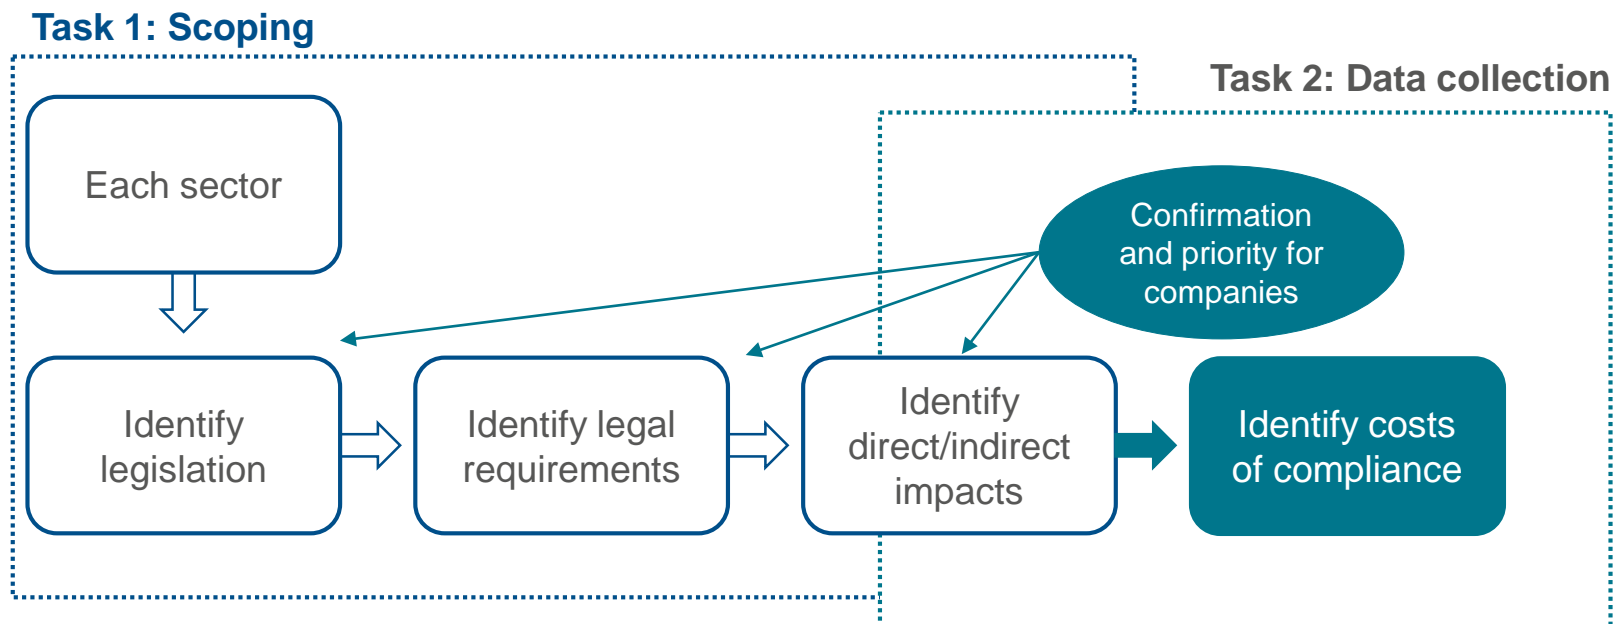 Task 1: Scoping
Task 2: Data collection
Each sector
Confirmation
and priority for
companies
Identify
legislation
Identify legal
requirements
Identify
direct/indirect
impacts
Identify costs
of compliance